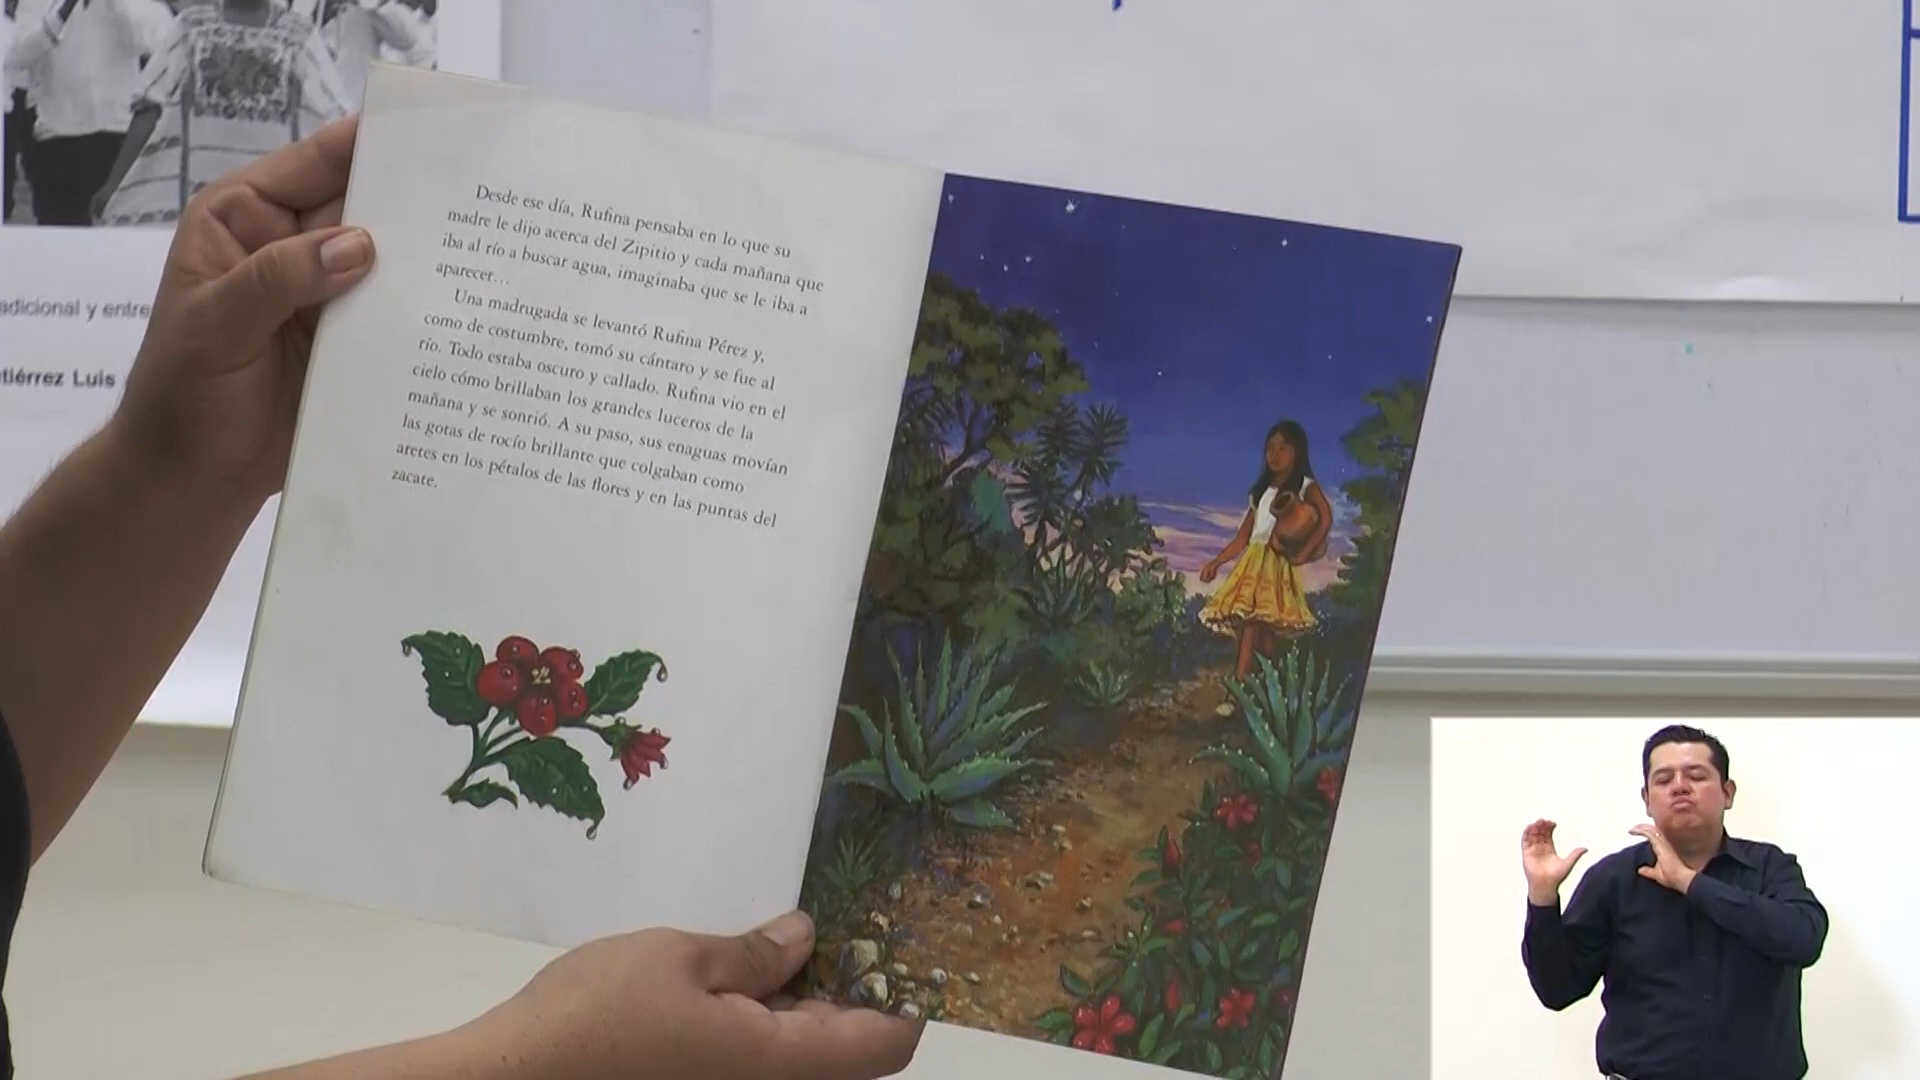 Desde ese día, Rufina pensaba en lo que su
madre le dijo acerca del Zipitio y cada mañana que
iba al río a buscar agua, imaginaba que se le iba a
aparecer...
Una madrugada se levantó Rufina Pérez y,
como de costumbre, tomó su cántaro y se fue al
río. Todo estaba oscuro y callado. Rufina vio en el
cielo cómo brillaban los grandes luceros de la
mañana y se sonrió. A su paso, sus enaguas movían
las gotas de rocío brillante que colgaban como
aretes en los pétalos de las flores y en las puntas del
zacate.
adicional y entre
tiérrez Luis